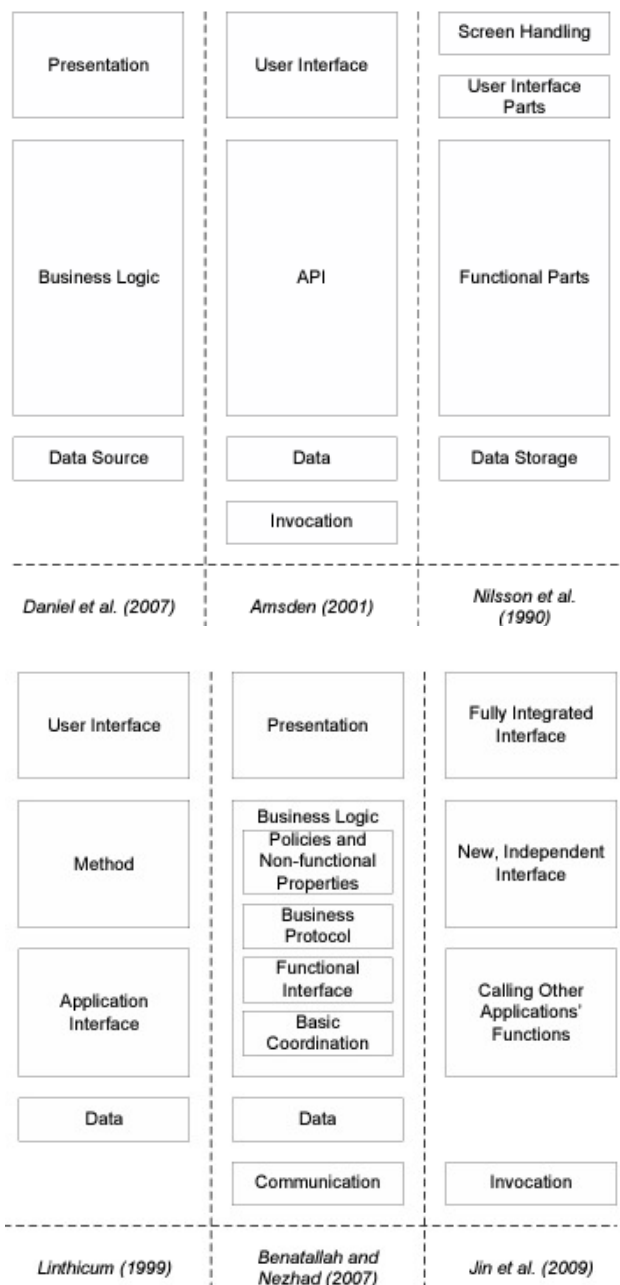 Presentation
Business Logic
Data Source
Daniel et al. (2007)
User Interface
API
Data
Invocation
Amsden (2001)
Screen Handling
User Interface
Parts
Functional Parts
Data Storage
Nilsson et al.
(1990)
User Interface
Method
Application
Interface
Data
Linthicum (1999)
Presentation
Business Logic
Policies and
Non-functional
Properties
Business
Protocol
Functional
Interface
Basic
Coordination
Data
Communication
Benatallah and
Nezhad (2007)
Fully Integrated
Interface
New, Independent
Interface
Calling Other
Applications'
Functions
Invocation
Jin et al. (2009)